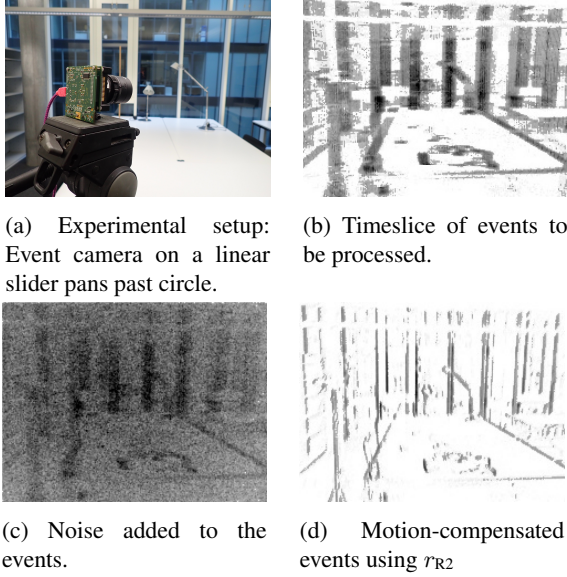 (a) Experimental setup:
Event camera on a linear
slider pans past circle.
(b) Timeslice of events to
be processed.
(c) Noise added to the
events.
(d) Motion-compensated
events using rR2